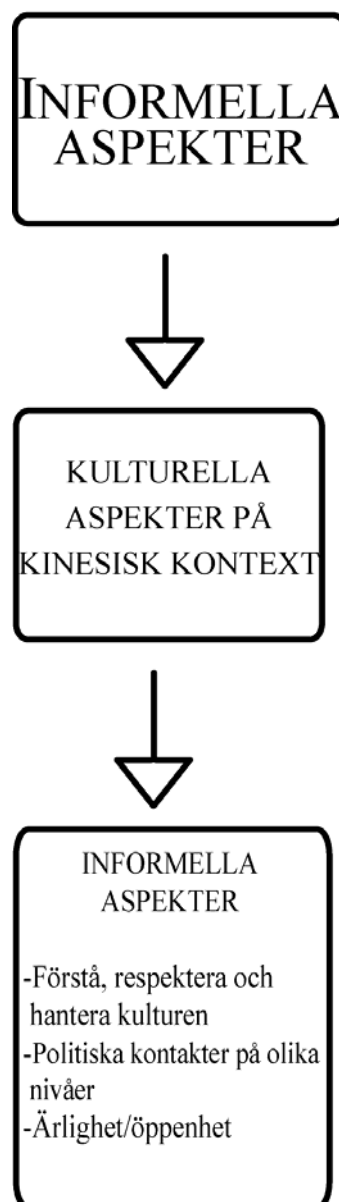 INFORMELLA
ASPEKTER
KULTURELLA
ASPEKTER PÅ
KINESISK KONTEXT
INFORMELLA
ASPEKTER
-Förstå, respektera och
hantera kulturen
-Politiska kontakter på olika
nivåer
-Ärlighet/öppenhet